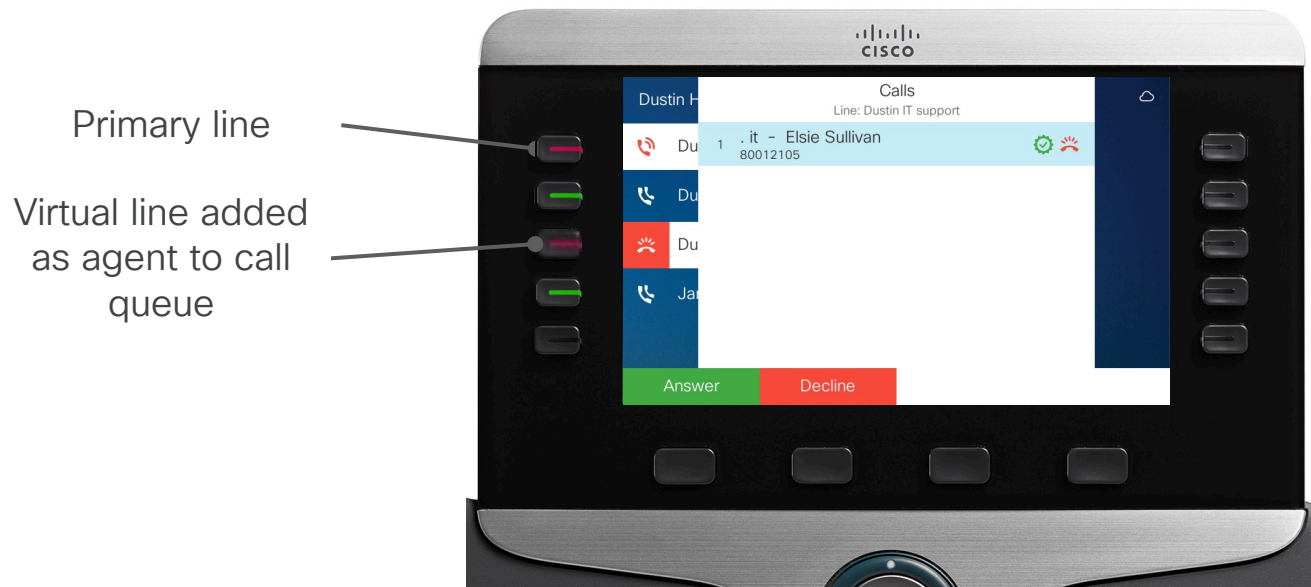 CISCO
Primary line
Virtual line added
as agent to call
queue
Dustin H
Calls
Line: Dustin IT support
Du
1 . it - Elsie Sullivan
80012105
Du
Du
Jar
Answer
Decline